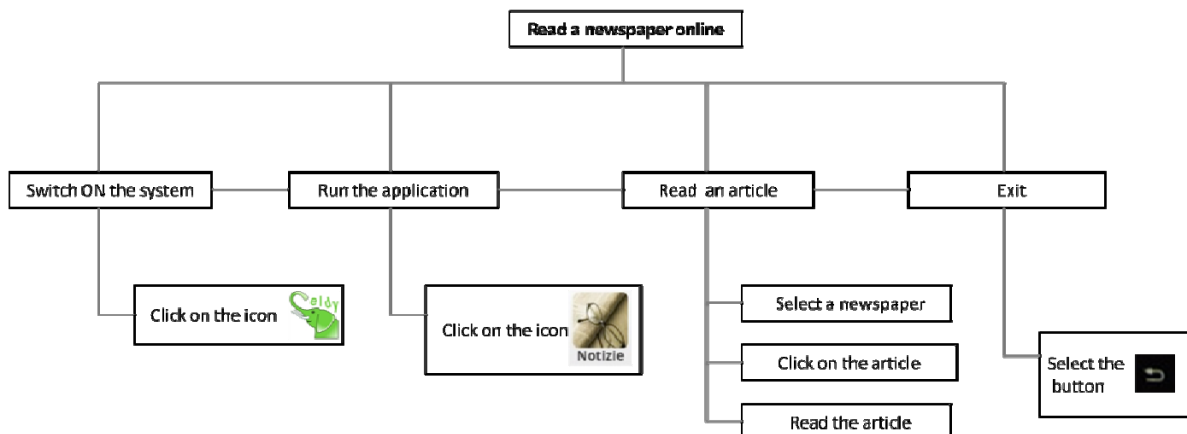 Read a newspaper online
Switch ON the system
Run the application
Read an article
Exit
Click on the icon
eldy
Click on the icon
Notizie
Select a newspaper
Click on the article
Read the article
Select the
button